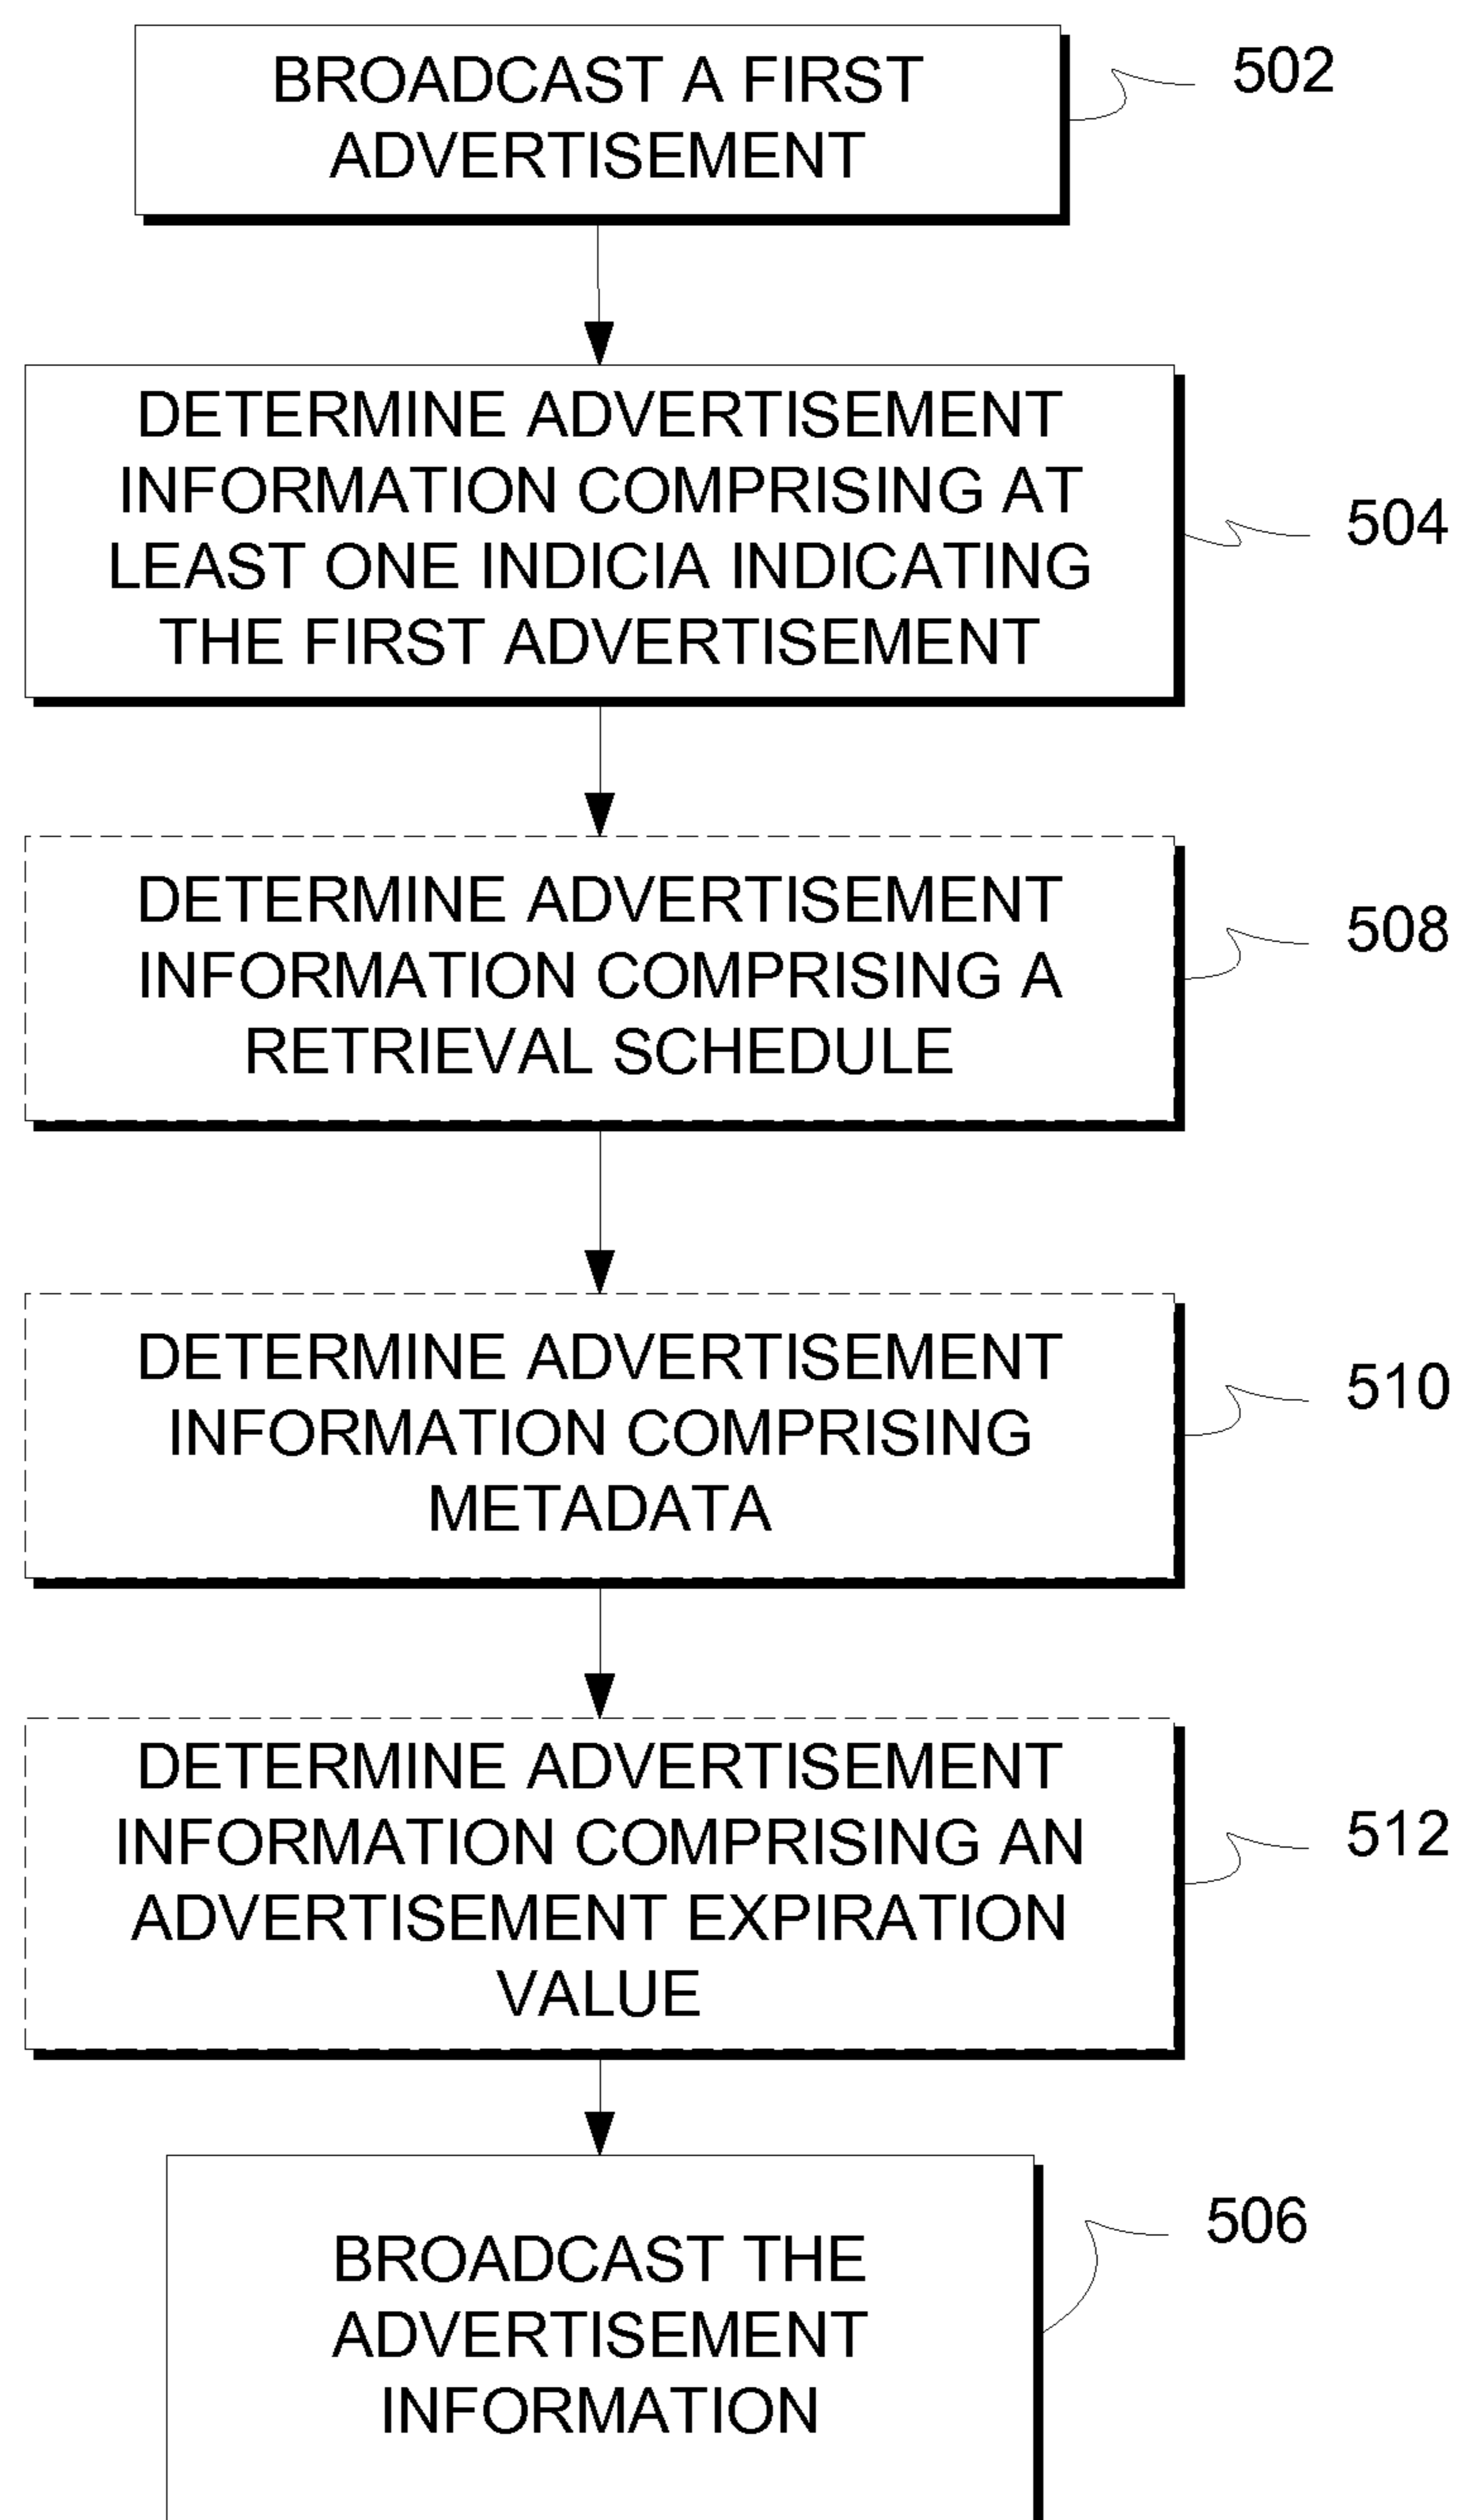 BROADCAST A FIRST
ADVERTISEMENT
502
DETERMINE ADVERTISEMENT
INFORMATION COMPRISING AT
LEAST ONE INDICIA INDICATING
THE FIRST ADVERTISEMENT
504
DETERMINE ADVERTISEMENT
INFORMATION COMPRISING A
RETRIEVAL SCHEDULE
508
DETERMINE ADVERTISEMENT
INFORMATION COMPRISING
METADATA
510
DETERMINE ADVERTISEMENT
INFORMATION COMPRISING AN
ADVERTISEMENT EXPIRATION
VALUE
512
BROADCAST THE
ADVERTISEMENT
INFORMATION
506